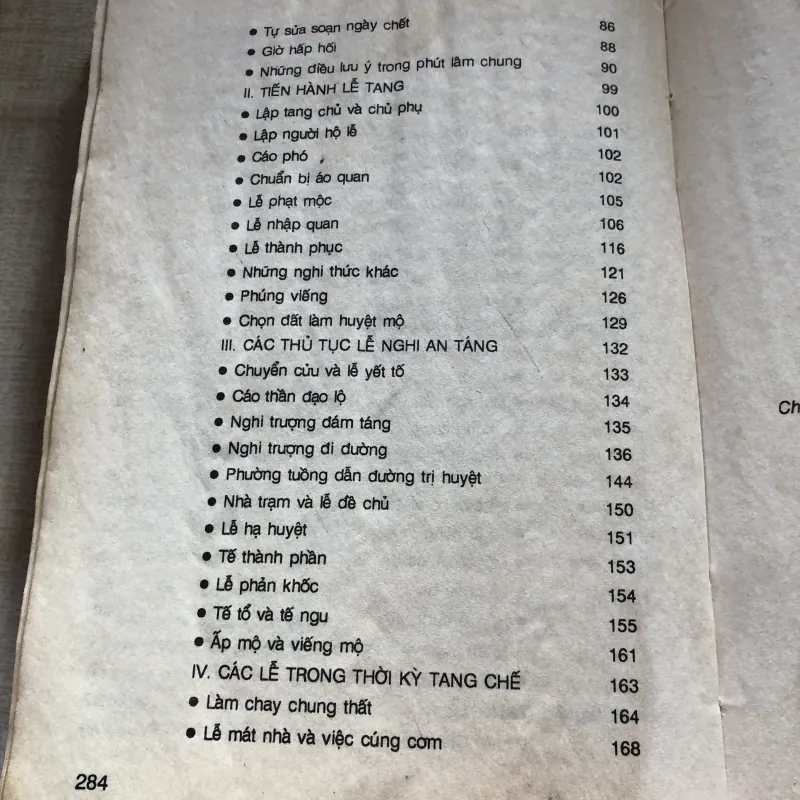 • Tự sửa soạn ngày chết 86
• Giờ hấp hối 88
• Những điều lưu ý trong phút lâm chung 90
II. TIẾN HÀNH LỄ TANG 99
• Lập tang chủ và chủ phụ 100
• Lập người hộ lễ 101
• Cáo phó 102
• Chuẩn bị áo quan 102
• Lễ phạt mộc 105
• Lễ nhập quan 106
• Lễ thành phục 116
• Những nghi thức khác 121
• Phúng viếng 126
• Chọn đất làm huyệt mộ 129
III. CÁC THỦ TỤC LỄ NGHI AN TÁNG 132
• Chuyển cửu và lễ yết tổ 133
• Cáo thần đạo lộ 134
• Nghi trượng đám táng 135
• Nghi trượng đi đường 136
• Phường tuồng dẫn đường trị huyệt 144
• Nhà trạm và lễ đề chủ 150
• Lễ hạ huyệt 151
• Tế thành phần 153
• Lễ phản khốc 154
• Tế tổ và tế ngu 155
• Ấp mộ và viếng mộ 161
IV. CÁC LỄ TRONG THỜI KỲ TANG CHẾ 163
• Làm chay chung thất 164
• Lễ mát nhà và việc cúng cơm 168
284
Ch